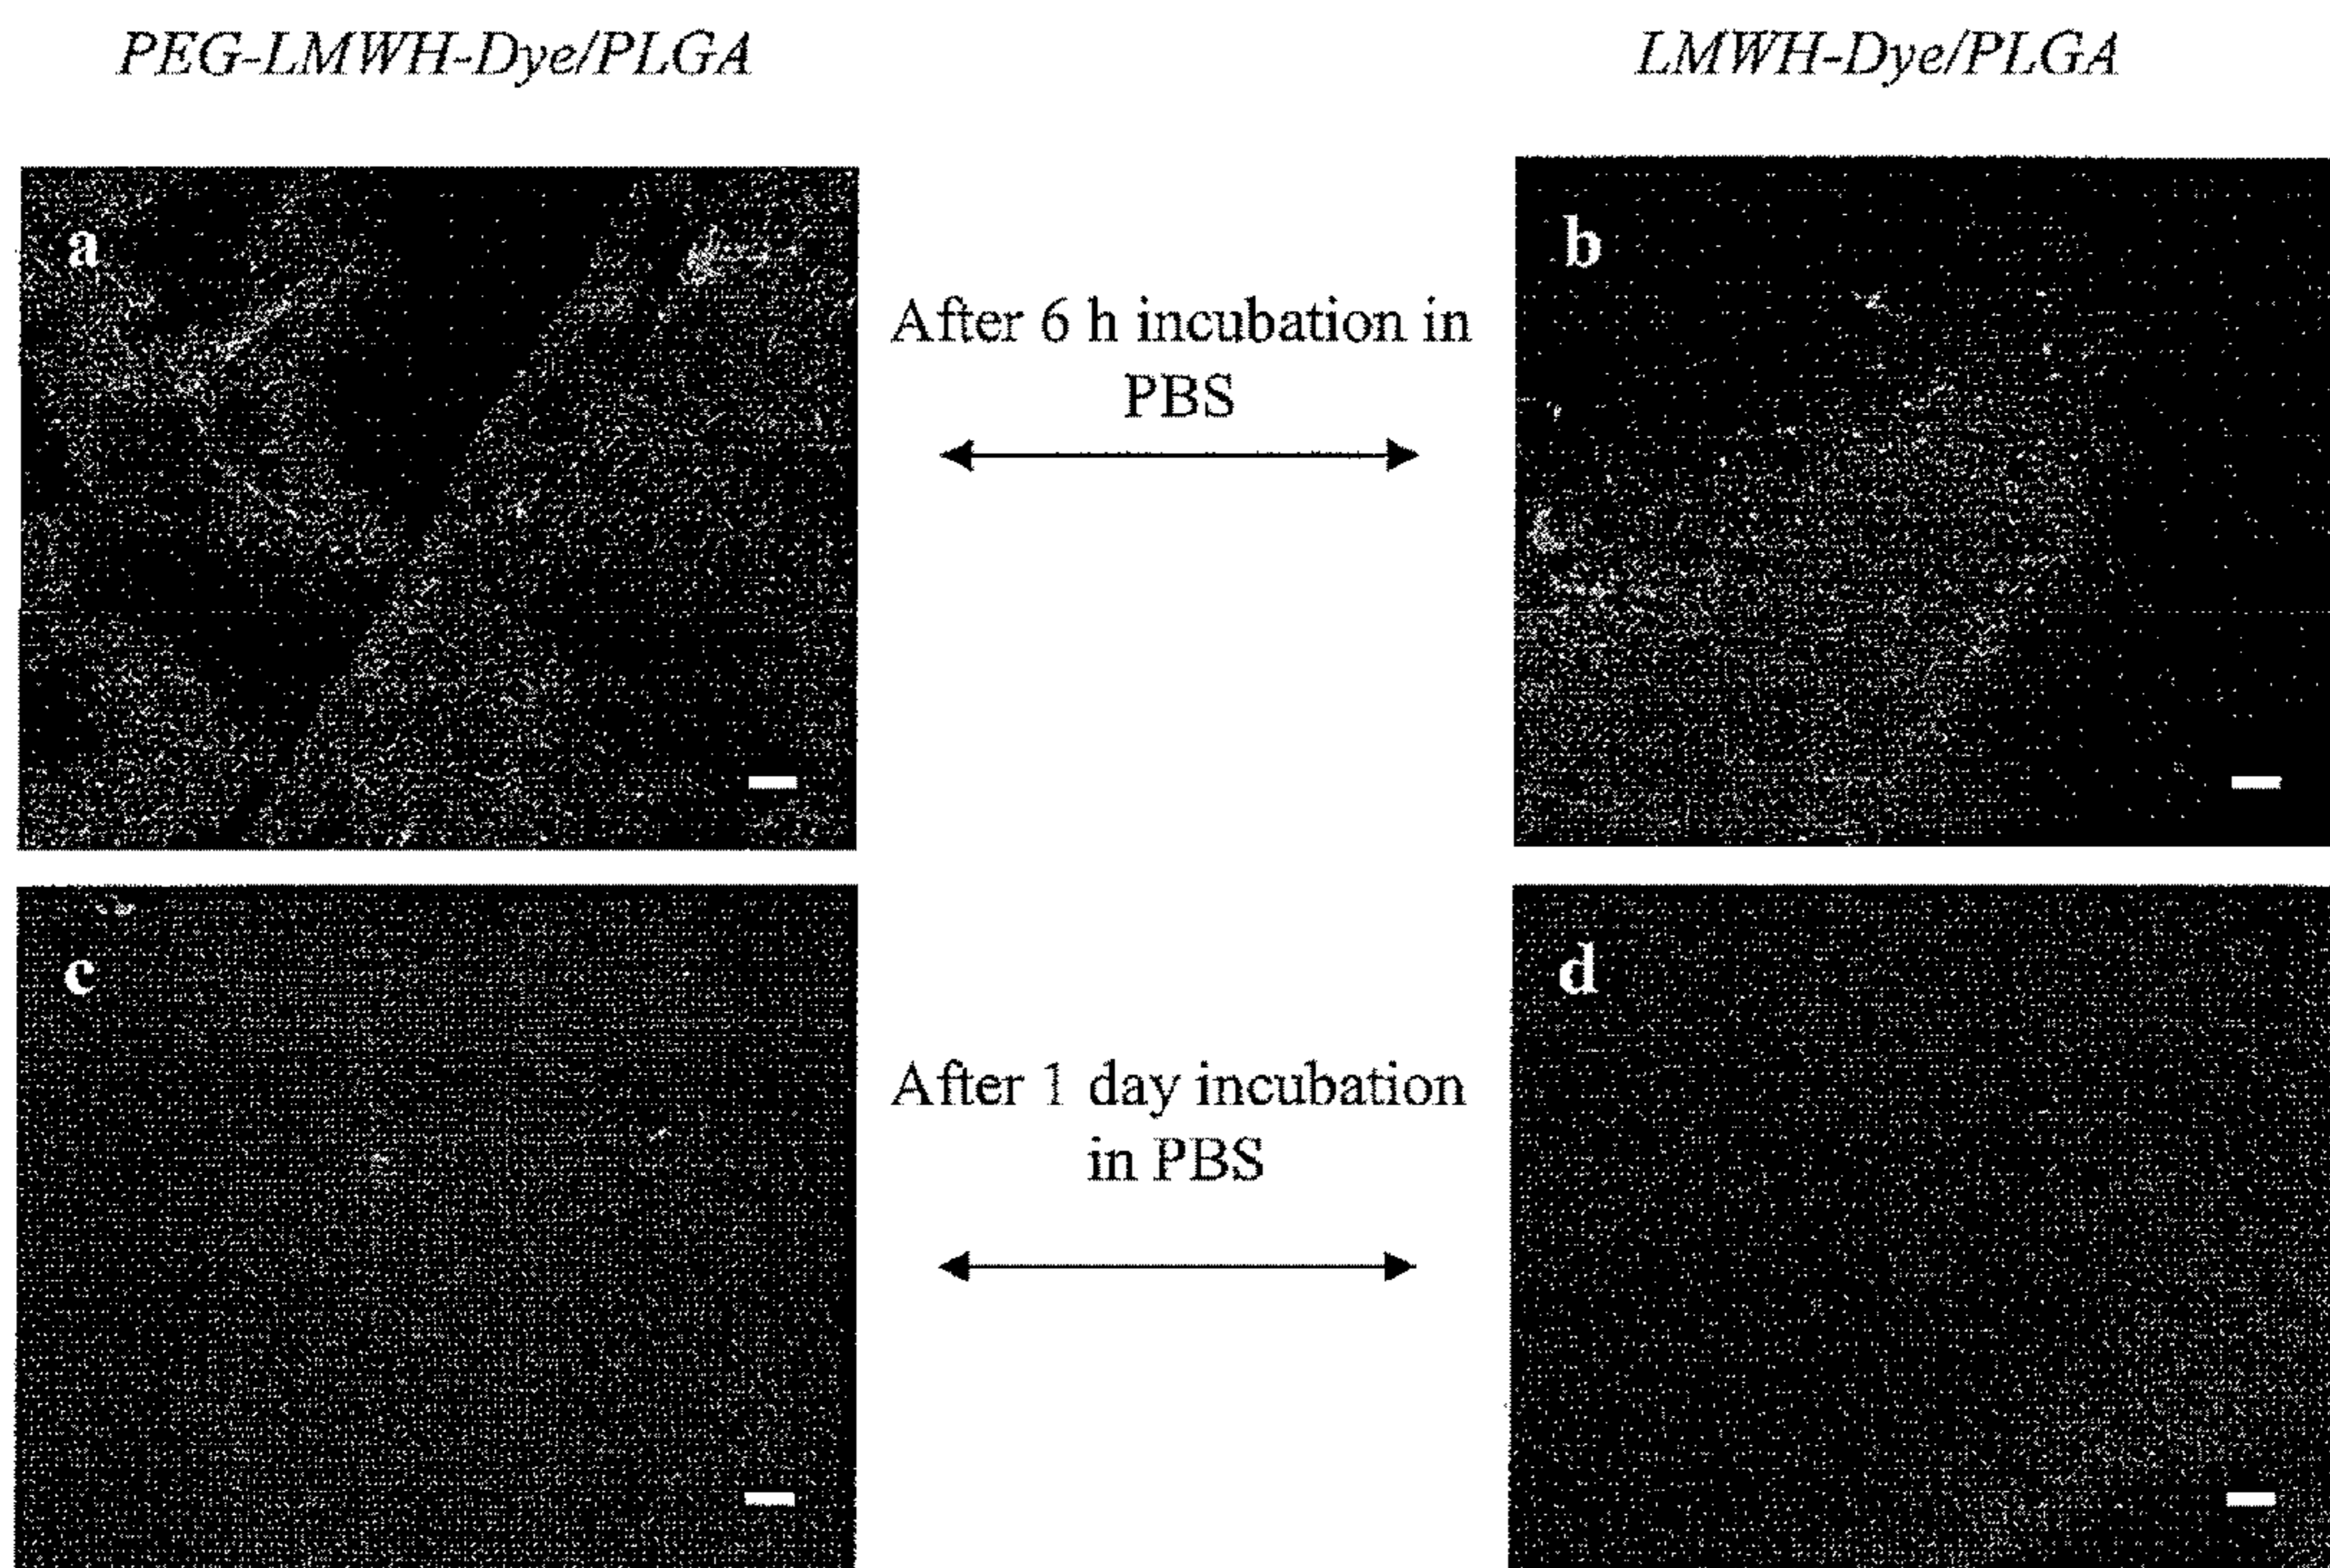 PEG-LMWH-Dye/PLGA
LMWH-Dye/PLGA
a
After 6 h incubation in
PBS
b
c
After 1 day incubation
in PBS
d